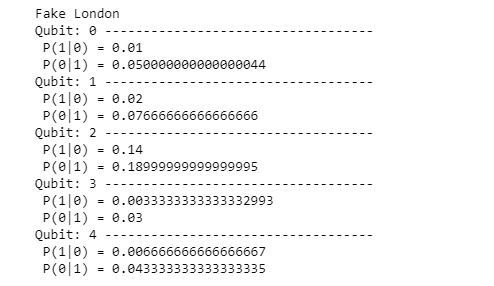 Fake London
Qubit: 0 -----------------------------------
P(1|0) = 0.01
P(0|1) = 0.050000000000000044
Qubit: 1 -----------------------------------
P(1|0) = 0.02
P(0|1) = 0.07666666666666666
Qubit: 2 -----------------------------------
P(1|0) = 0.14
P(0|1) = 0.18999999999999995
Qubit: 3 -----------------------------------
P(1|0) = 0.0033333333333332993
P(0|1) = 0.03
Qubit: 4 -----------------------------------
P(1|0) = 0.006666666666666667
P(0|1) = 0.043333333333333335